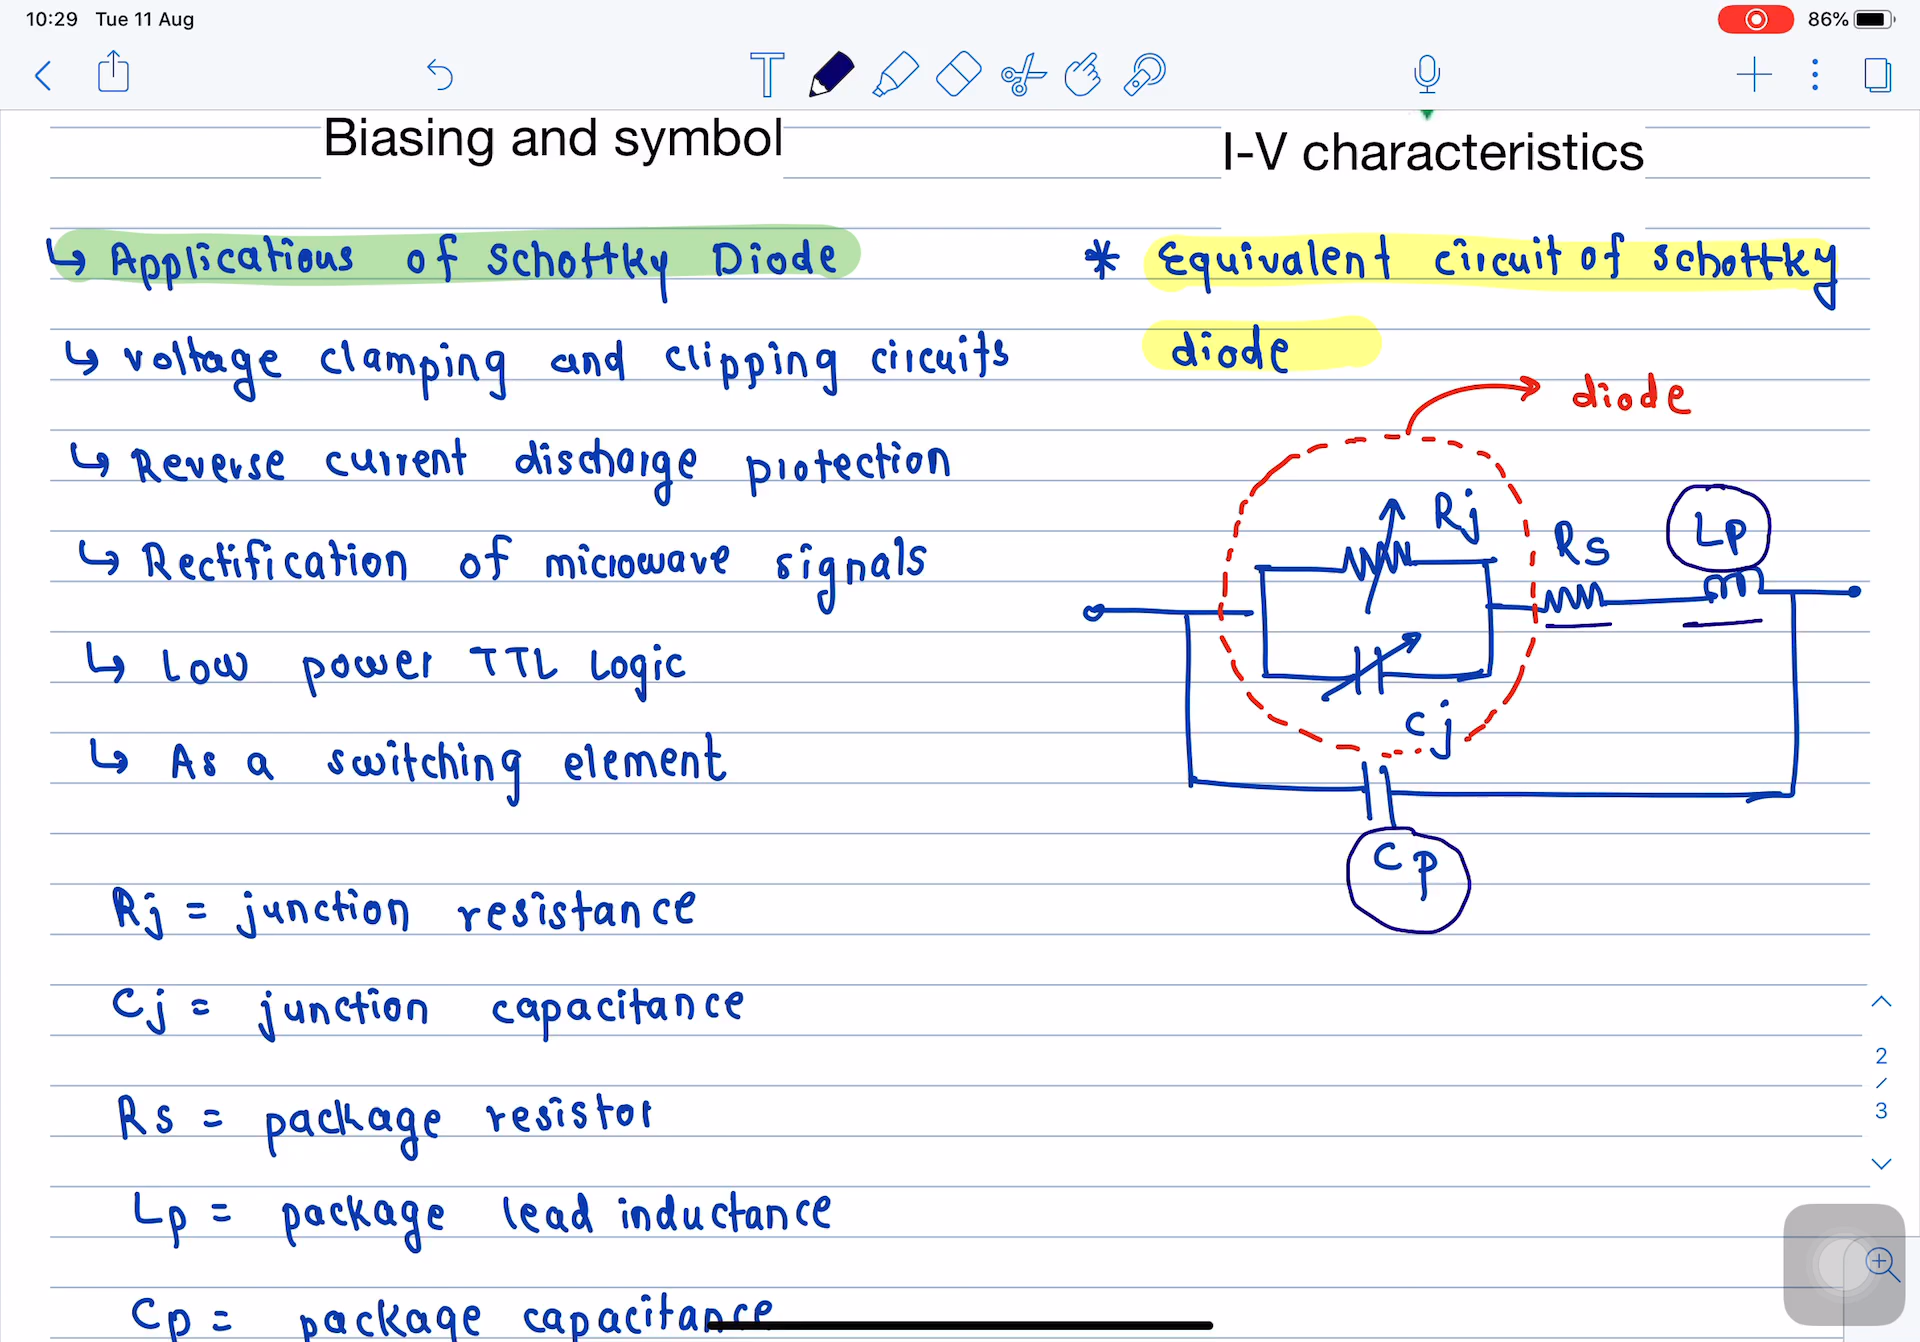 10:29 Tue 11 Aug
86%
Biasing and symbol
I-V characteristics
↳ Applications of Schottky Diode
↳ voltage clamping and clipping circuits
↳ Reverse current discharge protection
↳ Rectification of microwave signals
↳ Low power TTL Logic
↳ As a switching element
Rj = junction resistance
Cj = junction capacitance
Rs = package resistor
Lp = package lead inductance
Cp = package capacitance
* Equivalent circuit of schottky
diode
diode
Rj
Rs
Lp
Cj
Cp
2
/
3